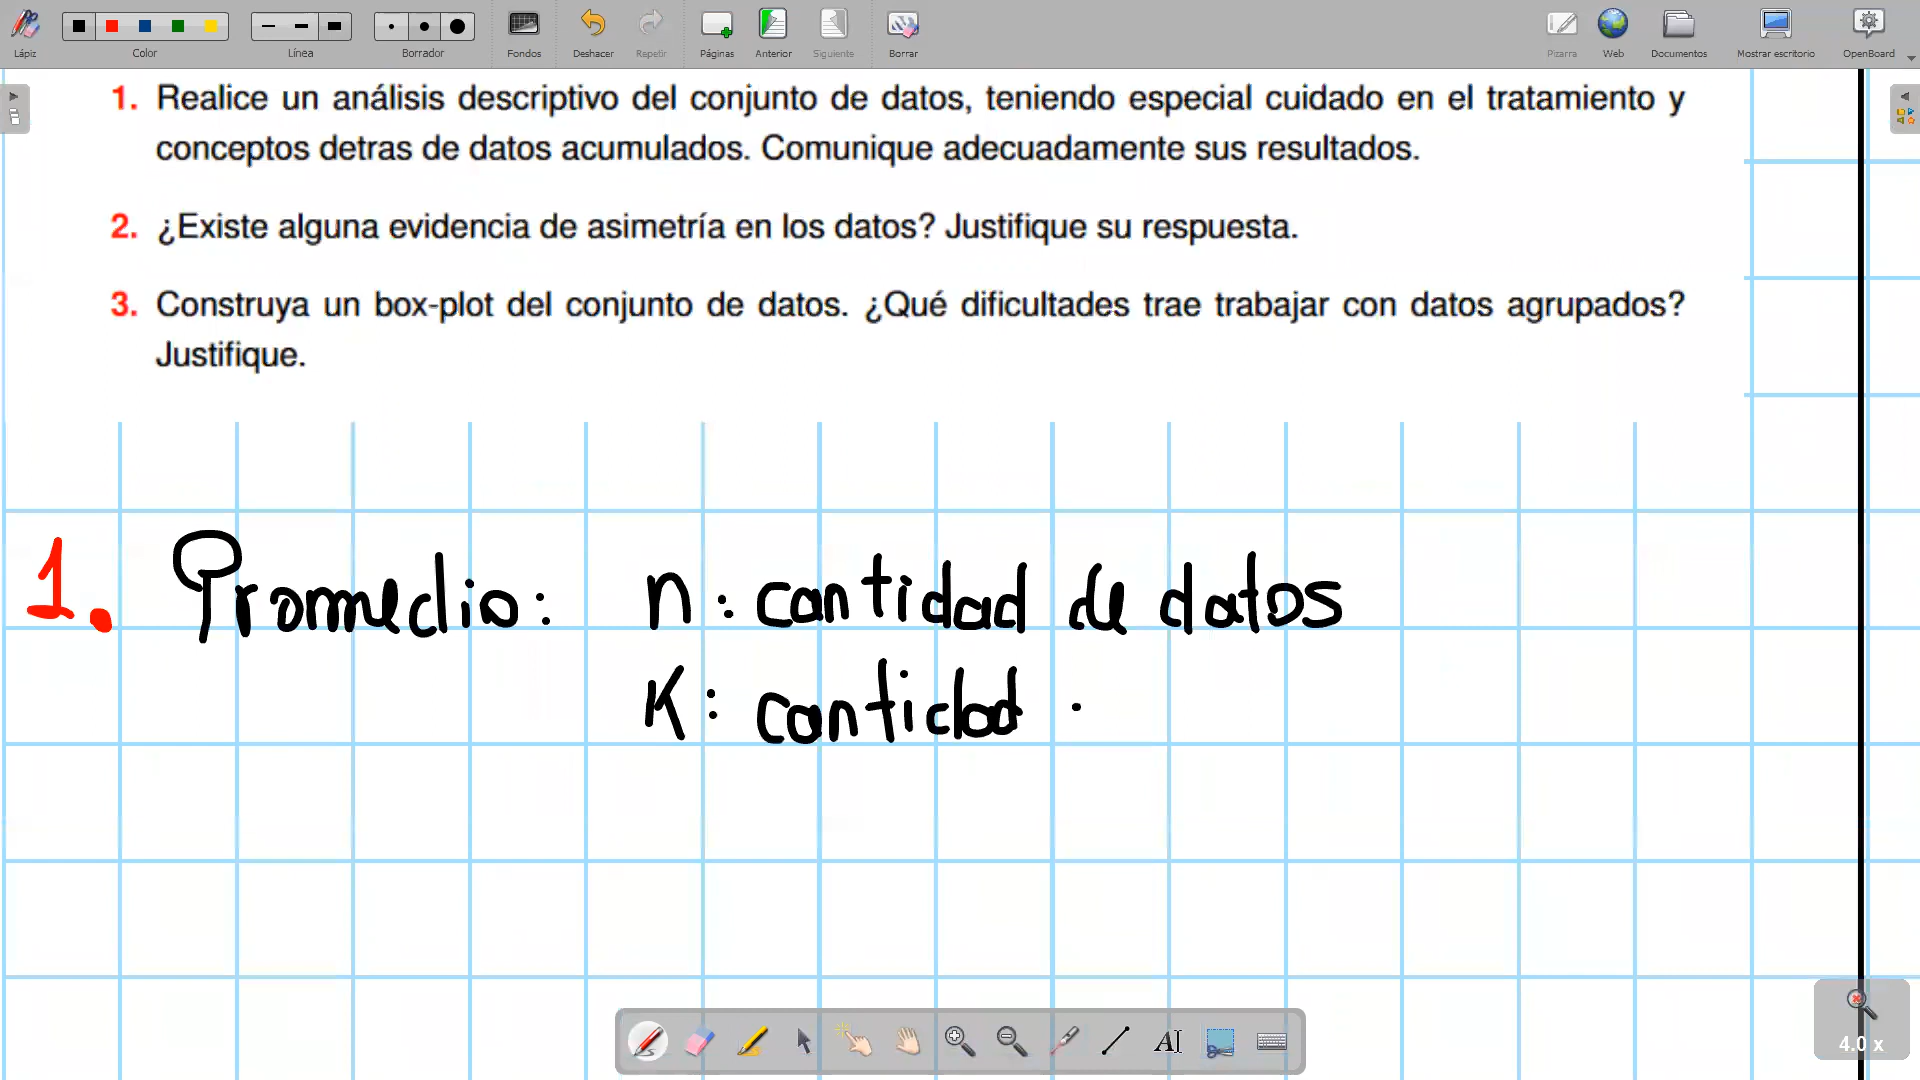 Lápiz
Color
Línea
Borrador
Fondos
Deshacer
Repetir
Páginas
Anterior
Siguiente
Borrar
Pizarra
Web
Documentos
Mostrar escritorio
OpenBoard
1. Realice un análisis descriptivo del conjunto de datos, teniendo especial cuidado en el tratamiento y
conceptos detras de datos acumulados. Comunique adecuadamente sus resultados.
2. ¿Existe alguna evidencia de asimetría en los datos? Justifique su respuesta.
3. Construya un box-plot del conjunto de datos. ¿Qué dificultades trae trabajar con datos agrupados?
Justifique.
1. Promedio: n: cantidad de datos
K: cantidad
4.0 x